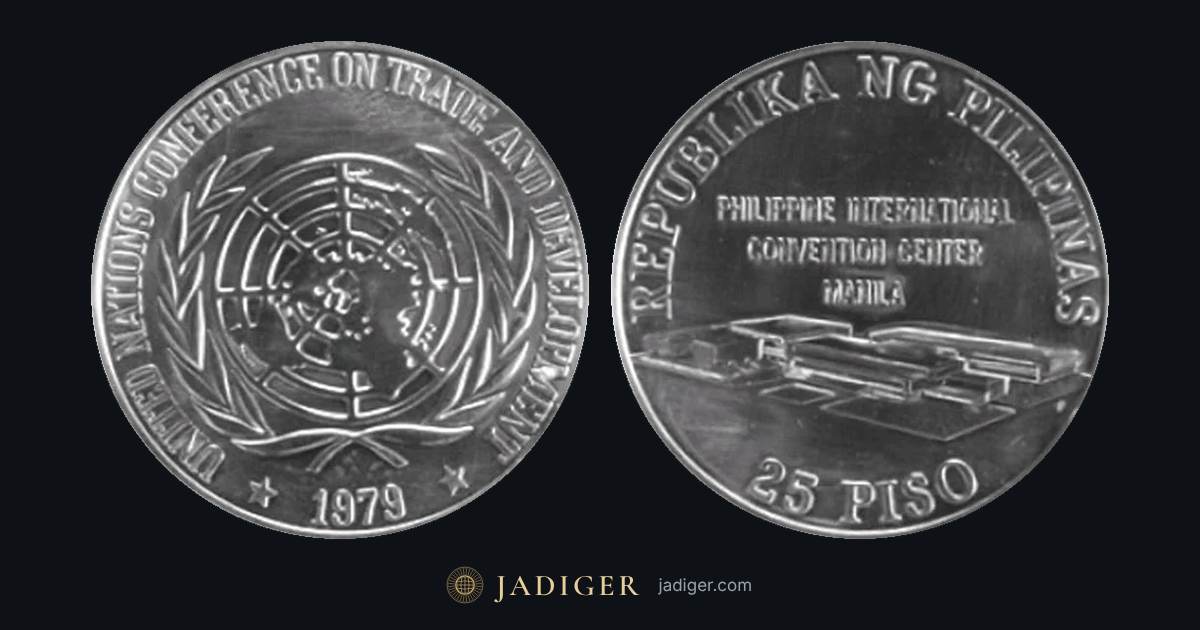 UNITED NATIONS CONFERENCE ON TRADE AND DEVELOPMENT
1979
REPUBLIKA NG PILIPINAS
PHILIPPINE INTERNATIONAL
CONVENTION CENTER
MANILA
25 PISO
JADIGER jadiger.com